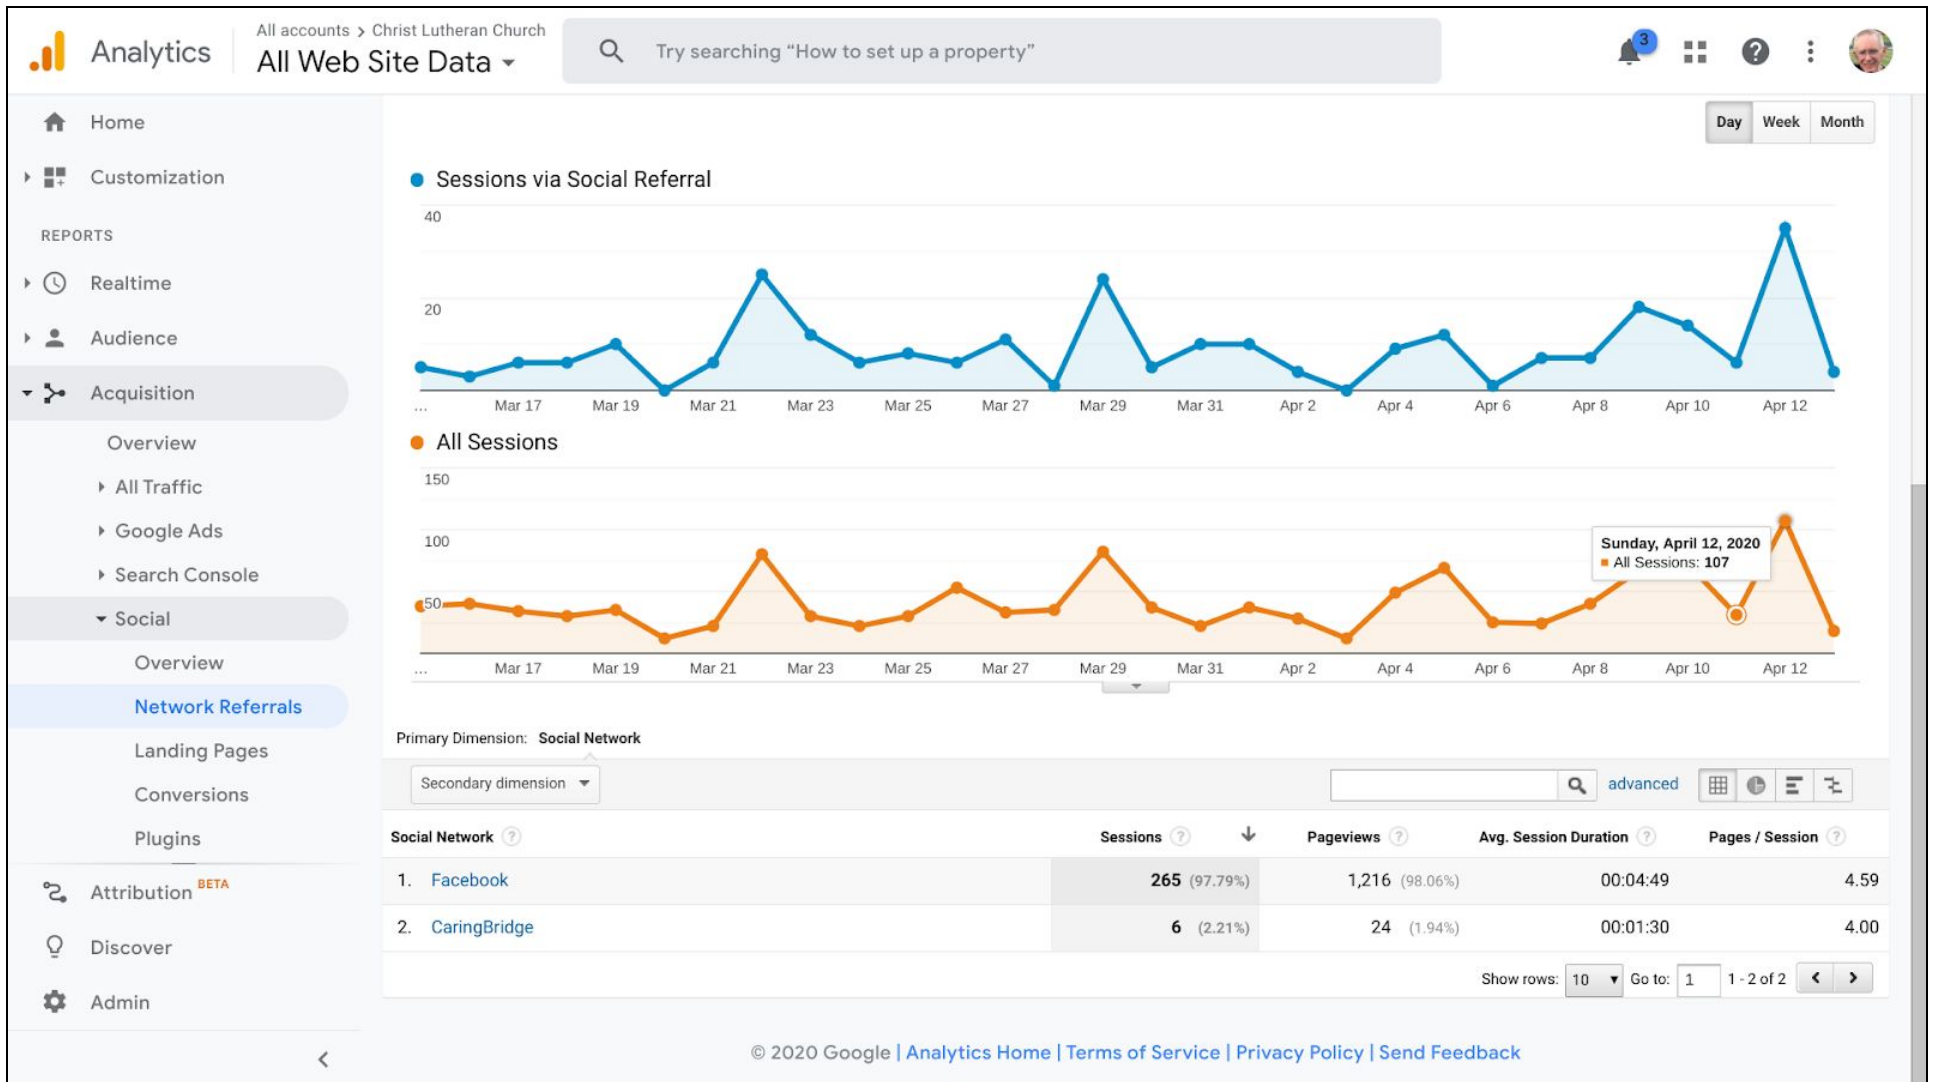 All accounts > Christ Lutheran Church
Analytics
All Web Site Data
Try searching “How to set up a property”
3
Home
Customization
REPORTS
Realtime
Audience
Acquisition
Overview
All Traffic
Google Ads
Search Console
Social
Overview
Network Referrals
Landing Pages
Conversions
Plugins
Attribution BETA
Discover
Admin
Day Week Month
Sessions via Social Referral
40
20
... Mar 17 Mar 19 Mar 21 Mar 23 Mar 25 Mar 27 Mar 29 Mar 31 Apr 2 Apr 4 Apr 6 Apr 8 Apr 10 Apr 12
All Sessions
150
100
50
Sunday, April 12, 2020
All Sessions: 107
... Mar 17 Mar 19 Mar 21 Mar 23 Mar 25 Mar 27 Mar 29 Mar 31 Apr 2 Apr 4 Apr 6 Apr 8 Apr 10 Apr 12
Primary Dimension: Social Network
Secondary dimension
advanced
Social Network ? Sessions ? Pageviews ? Avg. Session Duration ? Pages / Session ?
1. Facebook 265 (97.79%) 1,216 (98.06%) 00:04:49 4.59
2. CaringBridge 6 (2.21%) 24 (1.94%) 00:01:30 4.00
Show rows: 10 Go to: 1 1 - 2 of 2
© 2020 Google | Analytics Home | Terms of Service | Privacy Policy | Send Feedback